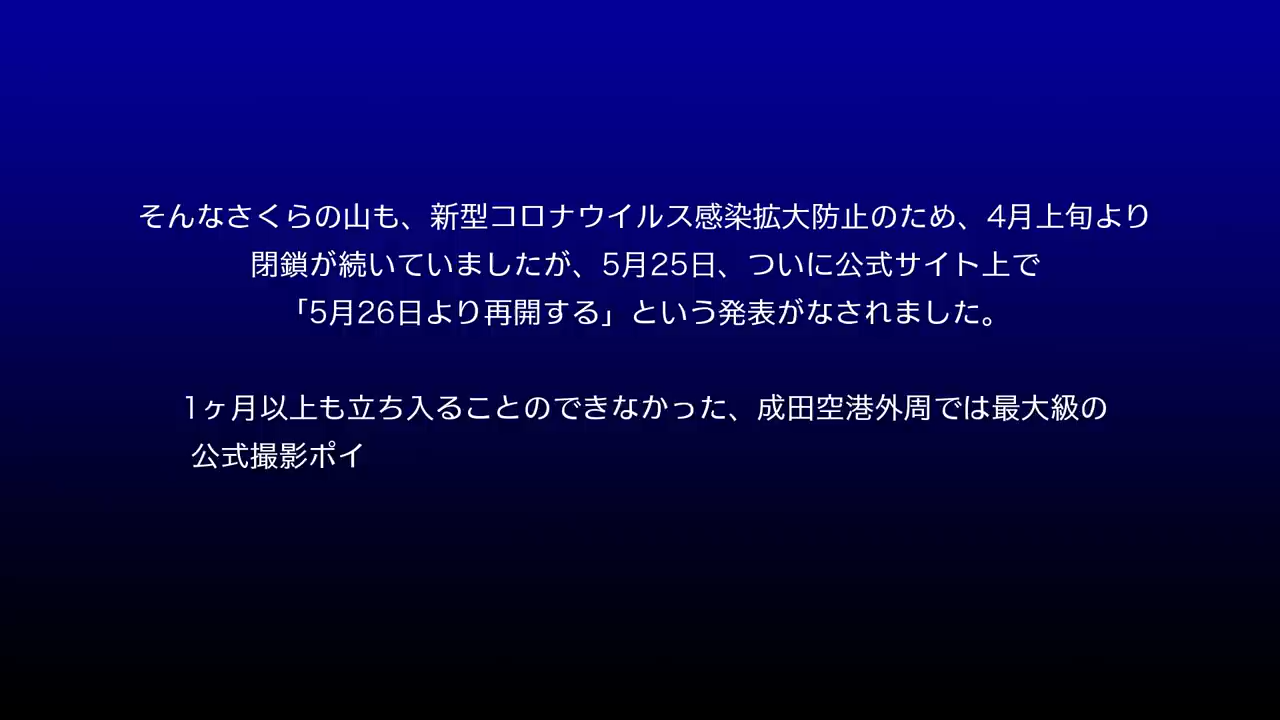 そんなさくらの山も、新型コロナウイルス感染拡大防止のため、4月上旬より
閉鎖が続いていましたが、5月25日、ついに公式サイト上で
「5月26日より再開する」という発表がなされました。
1ヶ月以上も立ち入ることのできなかった、成田空港外周では最大級の
公式撮影ポイ